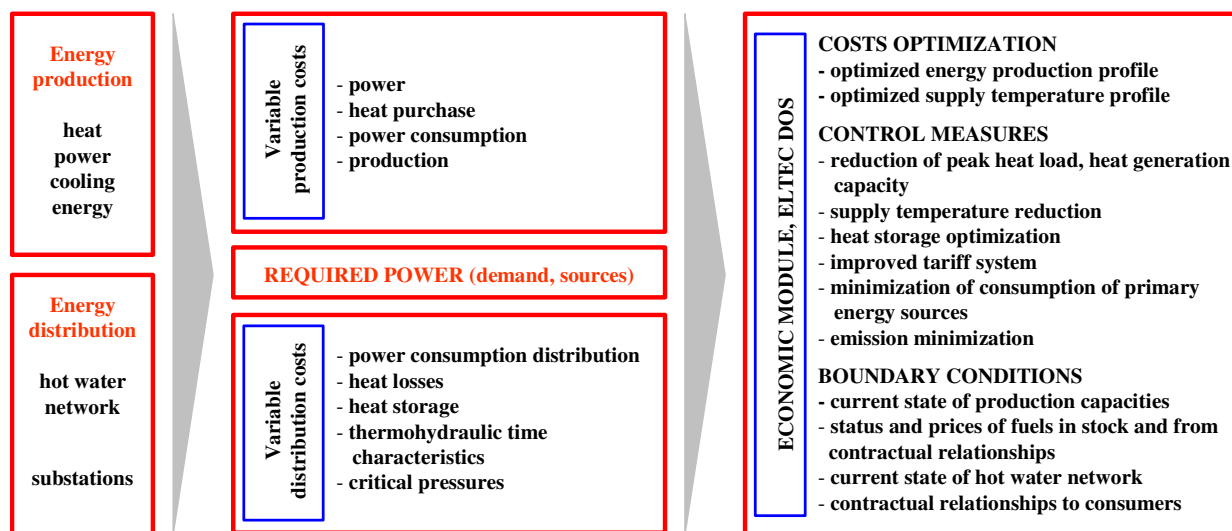 Energy
production
heat
power
cooling
energy
Energy
distribution
hot water
network
substations
Variable
production costs
- power
- heat purchase
- power consumption
- production
REQUIRED POWER (demand, sources)
Variable
distribution costs
- power consumption distribution
- heat losses
- heat storage
- thermohydraulic time
characteristics
- critical pressures
ECONOMIC MODULE, ELTEC DOS
COSTS OPTIMIZATION
- optimized energy production profile
- optimized supply temperature profile
CONTROL MEASURES
- reduction of peak heat load, heat generation
capacity
- supply temperature reduction
- heat storage optimization
- improved tariff system
- minimization of consumption of primary
energy sources
- emission minimization
BOUNDARY CONDITIONS
- current state of production capacities
- status and prices of fuels in stock and from
contractual relationships
- current state of hot water network
- contractual relationships to consumers